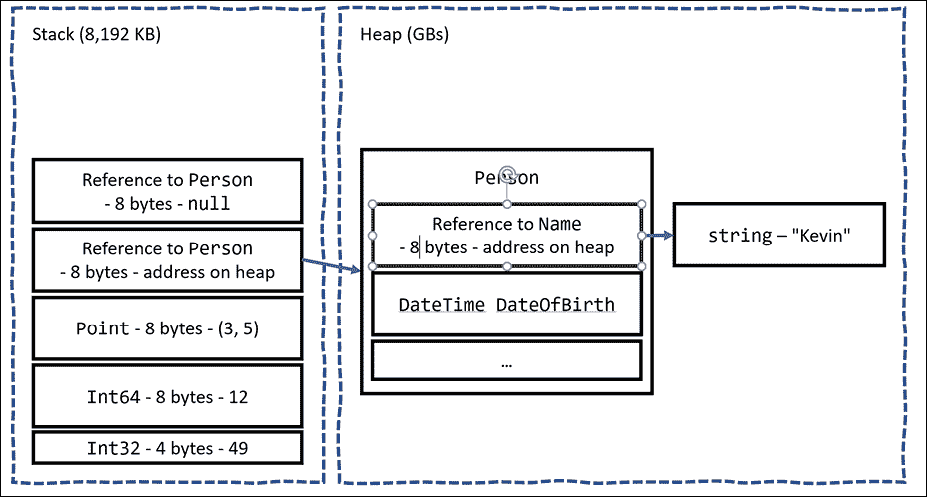 Stack (8,192 KB)
Reference to Person
- 8 bytes - null
Reference to Person
- 8 bytes - address on heap
Point - 8 bytes - (3, 5)
Int64 - 8 bytes - 12
Int32 - 4 bytes - 49
Heap (GBs)
Person
Reference to Name
- 8 bytes - address on heap
DateTime DateOfBirth
...
string – "Kevin"